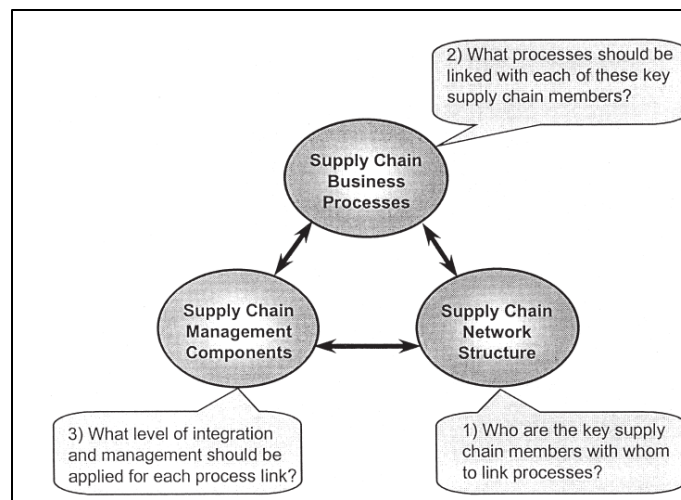 2) What processes should be
linked with each of these key
supply chain members?
Supply Chain
Business
Processes
Supply Chain
Management
Components
Supply Chain
Network
Structure
3) What level of integration
and management should be
applied for each process link?
1) Who are the key supply
chain members with whom
to link processes?